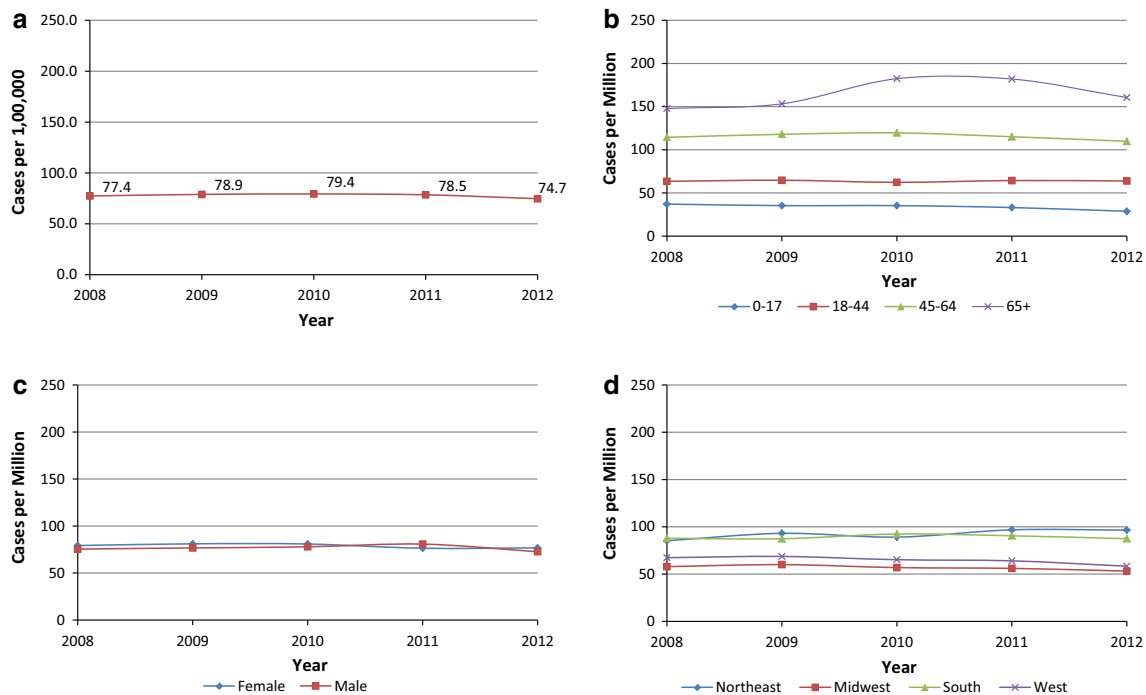 a
Cases per 1,00,000
250.0
200.0
150.0
100.0
50.0
0.0
77.4
78.9
79.4
78.5
74.7
2008 2009 2010 2011 2012
Year
b
Cases per Million
250
200
150
100
50
0
2008 2009 2010 2011 2012
Year
0-17 18-44 45-64 65+
c
Cases per Million
250
200
150
100
50
0
2008 2009 2010 2011 2012
Year
Female Male
d
Cases per Million
250
200
150
100
50
0
2008 2009 2010 2011 2012
Year
Northeast Midwest South West